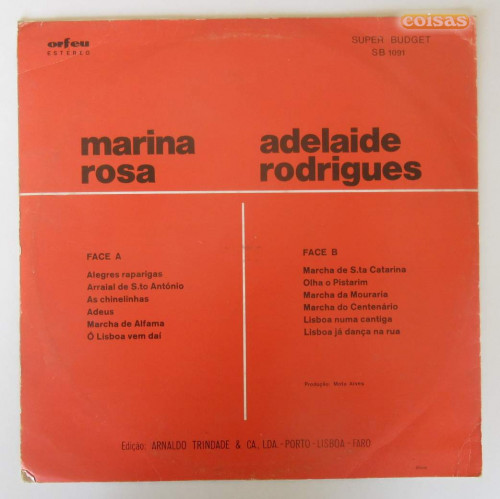 coisas
orfeu
ESTÉREO
SUPER BUDGET
SB 1091
marina
rosa
adelaide
rodrigues
FACE A
Alegres raparigas
Arraial de S.to António
As chinelinhas
Adeus
Marcha de Alfama
Ó Lisboa vem daí
FACE B
Marcha de S.ta Catarina
Olha o Pistarim
Marcha da Mouraria
Marcha do Centenário
Lisboa numa cantiga
Lisboa já dança na rua
Edição: ARNALDO TRINDADE & CA, LDA.-PORTO-LISBOA-FARO